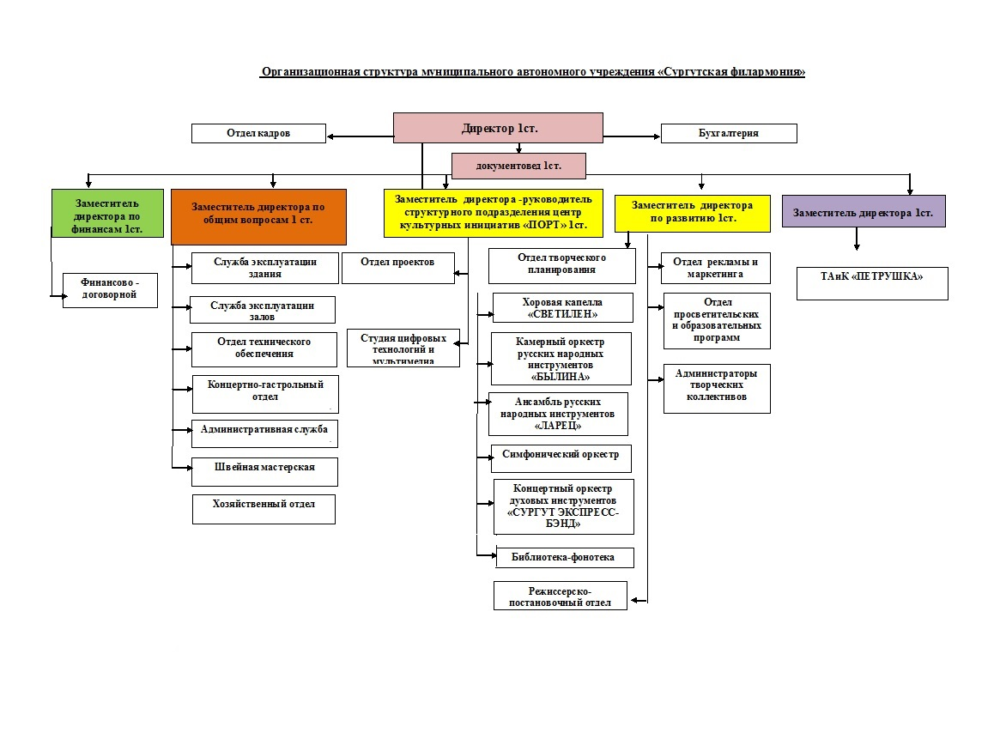 Организационная структура муниципального автономного учреждения «Сургутская филармония»
Отдел кадров
Директор 1ст.
Бухгалтерия
документовед 1ст.
Заместитель
директора по
финансам 1ст.
Заместитель директора по
общим вопросам 1 ст.
Заместитель директора -руководитель
структурного подразделения центр
культурных инициатив «ПОРТ» 1ст.
Заместитель директора
по развитию 1ст.
Заместитель директора 1ст.
Финансово -
договорной
Служба эксплуатации
здания
Служба эксплуатации
залов
Отдел технического
обеспечения
Концертно-гастрольный
отдел
Административная служба
Швейная мастерская
Хозяйственный отдел
Отдел проектов
Студия цифровых
технологий и
мультимедиа
Отдел творческого
планирования
Хоровая капелла
«СВЕТИЛЕН»
Камерный оркестр
русских народных
инструментов
«БЫЛИНА»
Ансамбль русских
народных инструментов
«ЛАРЕЦ»
Симфонический оркестр
Концертный оркестр
духовых инструментов
«СУРГУТ ЭКСПРЕСС-
БЭНД»
Библиотека-фонотека
Режиссерско-
постановочный отдел
Отдел рекламы и
маркетинга
Отдел
просветительских
и образовательных
программ
Администраторы
творческих
коллективов
ТАиК «ПЕТРУШКА»